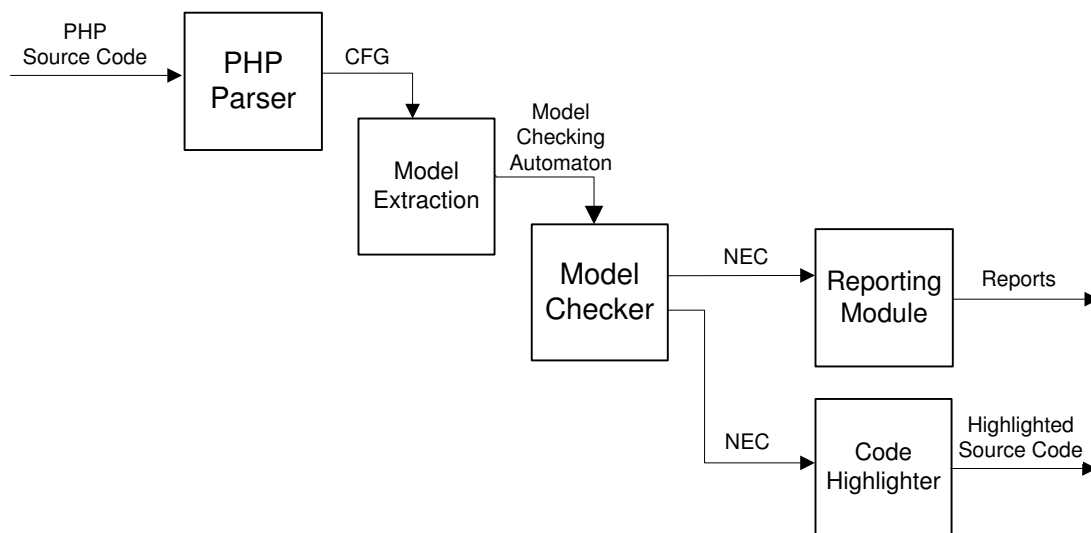 PHP
Source Code
PHP
Parser
CFG
Model
Extraction
Model
Checking
Automaton
Model
Checker
NEC
Reporting
Module
Reports
NEC
Code
Highlighter
Highlighted
Source Code